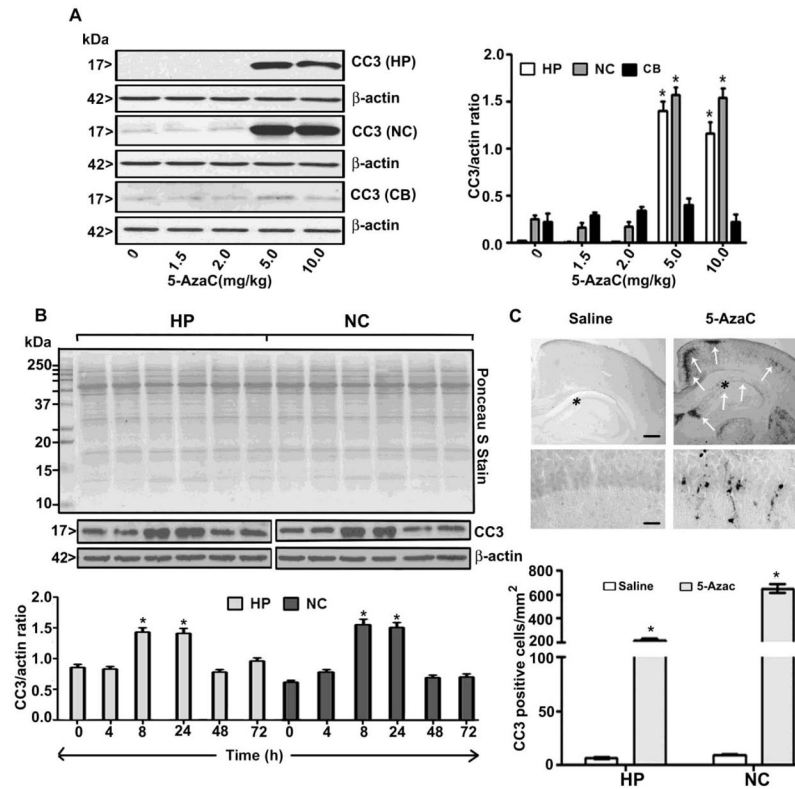 A
kDa
17> CC3 (HP)
42> β-actin
17> CC3 (NC)
42> β-actin
17> CC3 (CB)
42> β-actin
0 1.5 2.0 5.0 10.0
5-AzaC(mg/kg)
HP NC CB
CC3/actin ratio
2.0
1.5
1.0
0.5
0.0
* * * *
0 1.5 2.0 5.0 10.0
5-AzaC(mg/kg)
B
HP NC
kDa
250
37
20
15
10
Ponceau S Stain
17> CC3
42> β-actin
HP NC
CC3/actin ratio
2.0
1.5
1.0
0.5
0.0
* * * *
0 4 8 24 48 72 0 4 8 24 48 72
Time (h)
C
Saline 5-AzaC
* *
Saline 5-Azac
CC3 positive cells/mm²
800
600
400
200
100
50
0
* *
HP NC